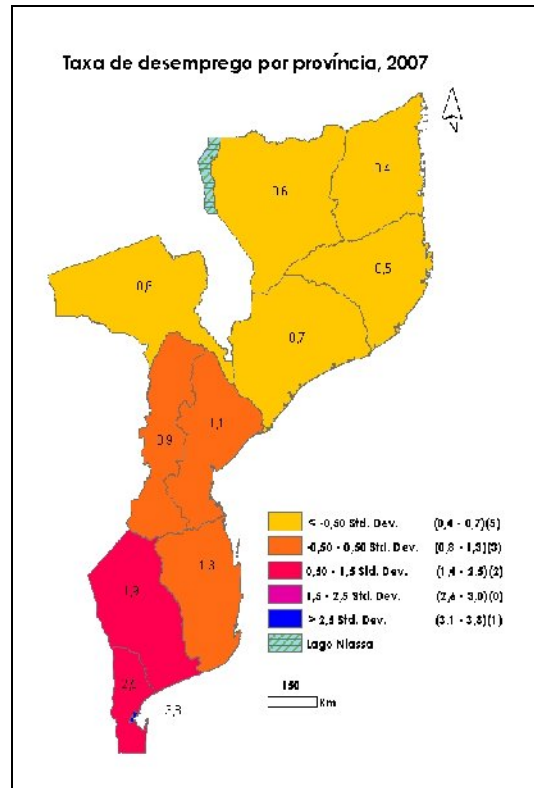 Taxa de desemprego por província, 2007
0,4
0,6
0,5
0,6
0,7
1,1
0,9
1,3
1,9
3,8
< -0,50 Std. Dev. (0,4 - 0,7)(5)
-0,50 - 0,50 Std. Dev. (0,8 - 1,3)(3)
0,50 - 1,5 Std. Dev. (1,4 - 2,5)(2)
1,5 - 2,5 Std. Dev. (2,6 - 3,0)(0)
> 2,5 Std. Dev. (3,1 - 3,8)(1)
Lago Niassa
150
Km